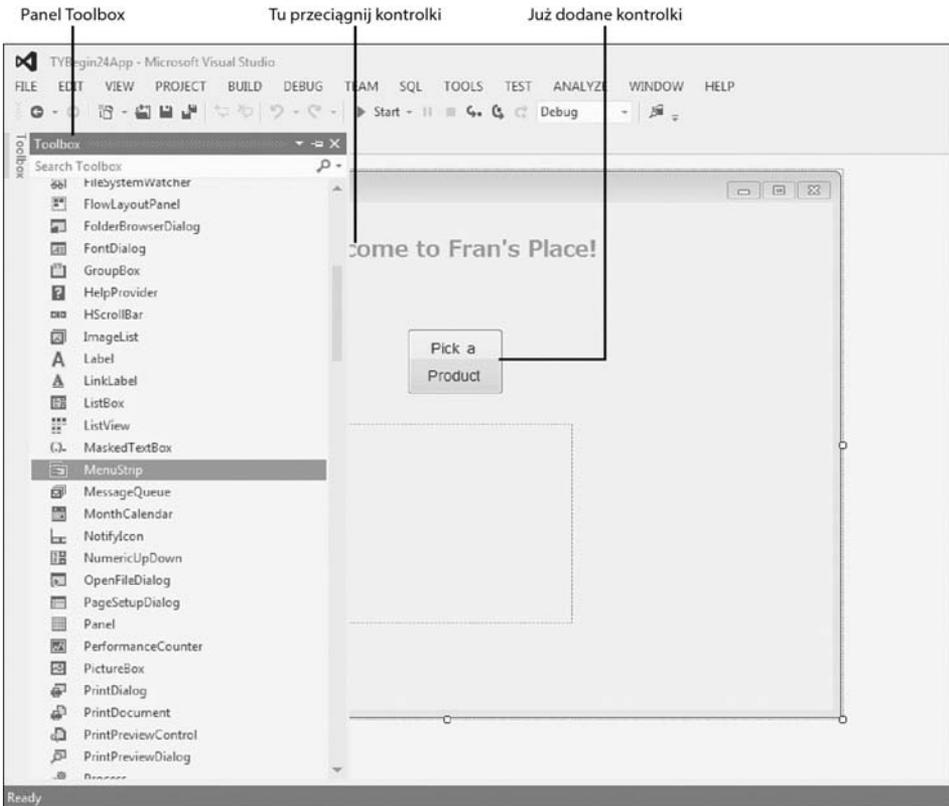 Panel Toolbox
Tu przeciągnij kontrolki
Już dodane kontrolki
TYBegin24App - Microsoft Visual Studio
FILE EDIT VIEW PROJECT BUILD DEBUG TEAM SQL TOOLS TEST ANALYZE WINDOW HELP
Start Debug
Toolbox
Toolbox
Search Toolbox
FileSystemWatcher
FlowLayoutPanel
FolderBrowserDialog
FontDialog
GroupBox
HelpProvider
HScrollBar
ImageList
Label
LinkLabel
ListBox
ListView
MaskedTextBox
MenuStrip
MessageQueue
MonthCalendar
NotifyIcon
NumericUpDown
OpenFileDialog
PageSetupDialog
Panel
PerformanceCounter
PictureBox
PrintDialog
PrintDocument
PrintPreviewControl
PrintPreviewDialog
Process
come to Fran's Place!
Pick a
Product
Ready